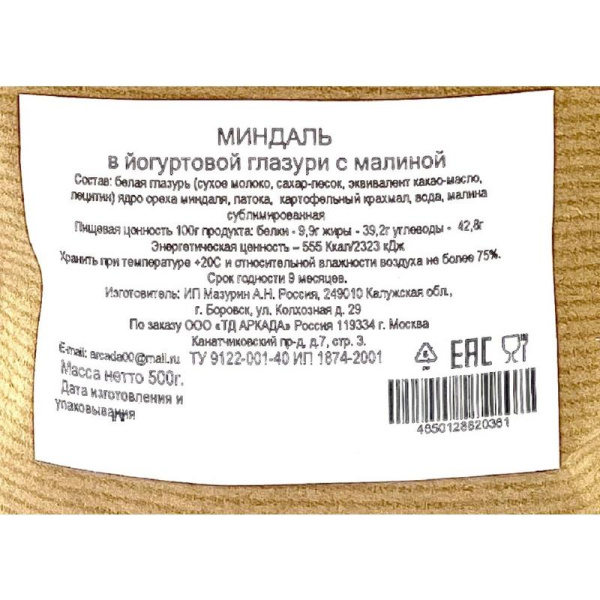 МИНДАЛЬ
в йогуртовой глазури с малиной
Состав: белая глазурь (сухое молоко, сахар-песок, эквивалент какао-масло,
лецитин) ядро ореха миндаля, патока, картофельный крахмал, вода, малина
сублимированная
Пищевая ценность 100г продукта: белки - 9,9г жиры - 39,2г углеводы - 42,8г
Энергетическая ценность – 555 Ккал/2323 кДж
Хранить при температуре +20С и относительной влажности воздуха не более 75%.
Срок годности 9 месяцев.
Изготовитель: ИП Мазурин А.Н. Россия, 249010 Калужская обл.,
г. Боровск, ул. Колхозная д. 29
По заказу ООО «ТД АРКАДА» Россия 119334 г. Москва
Канатчиковский пр-д, д.7, стр. 3.
E-mail: arcada00@mail.ru ТУ 9122-001-40 ИП 1874-2001
Масса нетто 500г.
Дата изготовления и
упаковывания
EAC
4650128620361